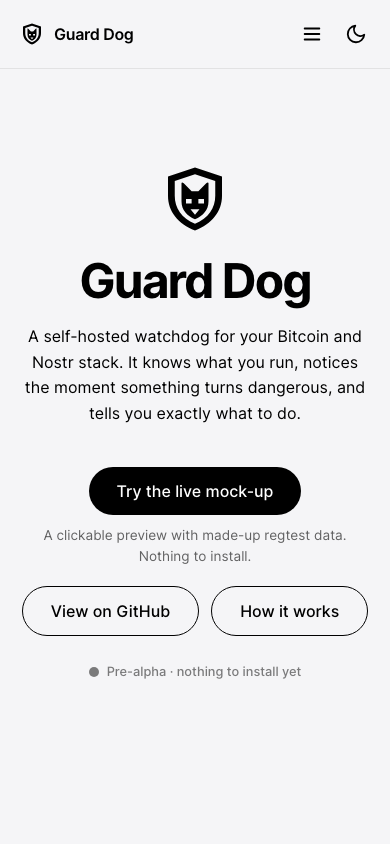 Guard Dog
Guard Dog
A self-hosted watchdog for your Bitcoin and
Nostr stack. It knows what you run, notices
the moment something turns dangerous, and
tells you exactly what to do.
Try the live mock-up
A clickable preview with made-up regtest data.
Nothing to install.
View on GitHub
How it works
Pre-alpha · nothing to install yet